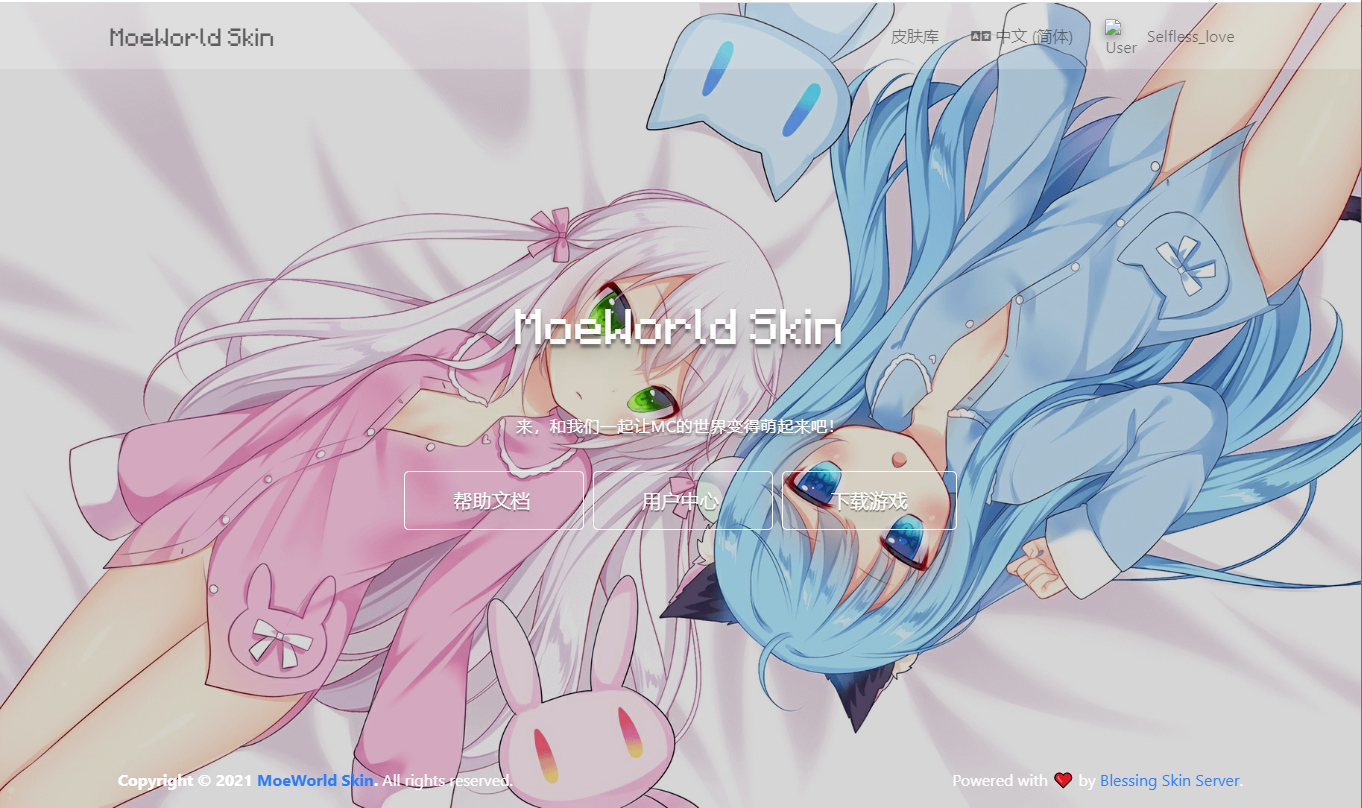 MoeWorld Skin
皮肤库
中文 (简体)
User
Selfless_love
MoeWorld Skin
来，和我们一起让MC的世界变得萌起来吧！
帮助文档
用户中心
下载游戏
Copyright © 2021 MoeWorld Skin. All rights reserved.
Powered with ❤ by Blessing Skin Server.